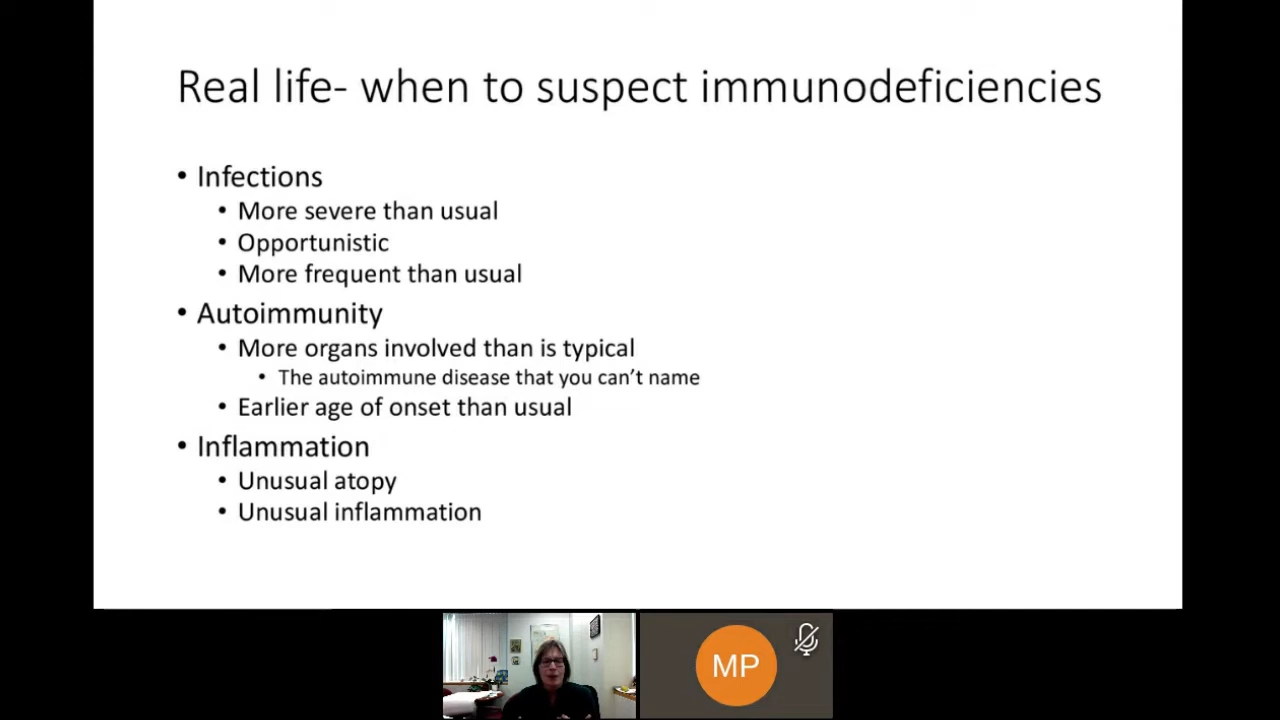 Real life- when to suspect immunodeficiencies
• Infections
• More severe than usual
• Opportunistic
• More frequent than usual
• Autoimmunity
• More organs involved than is typical
• The autoimmune disease that you can't name
• Earlier age of onset than usual
• Inflammation
• Unusual atopy
• Unusual inflammation
MP